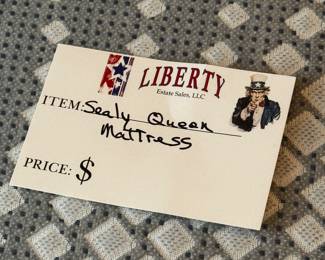 LIBERTY
Estate Sales, LLC
ITEM: Sealy Queen
Mattress
PRICE: $